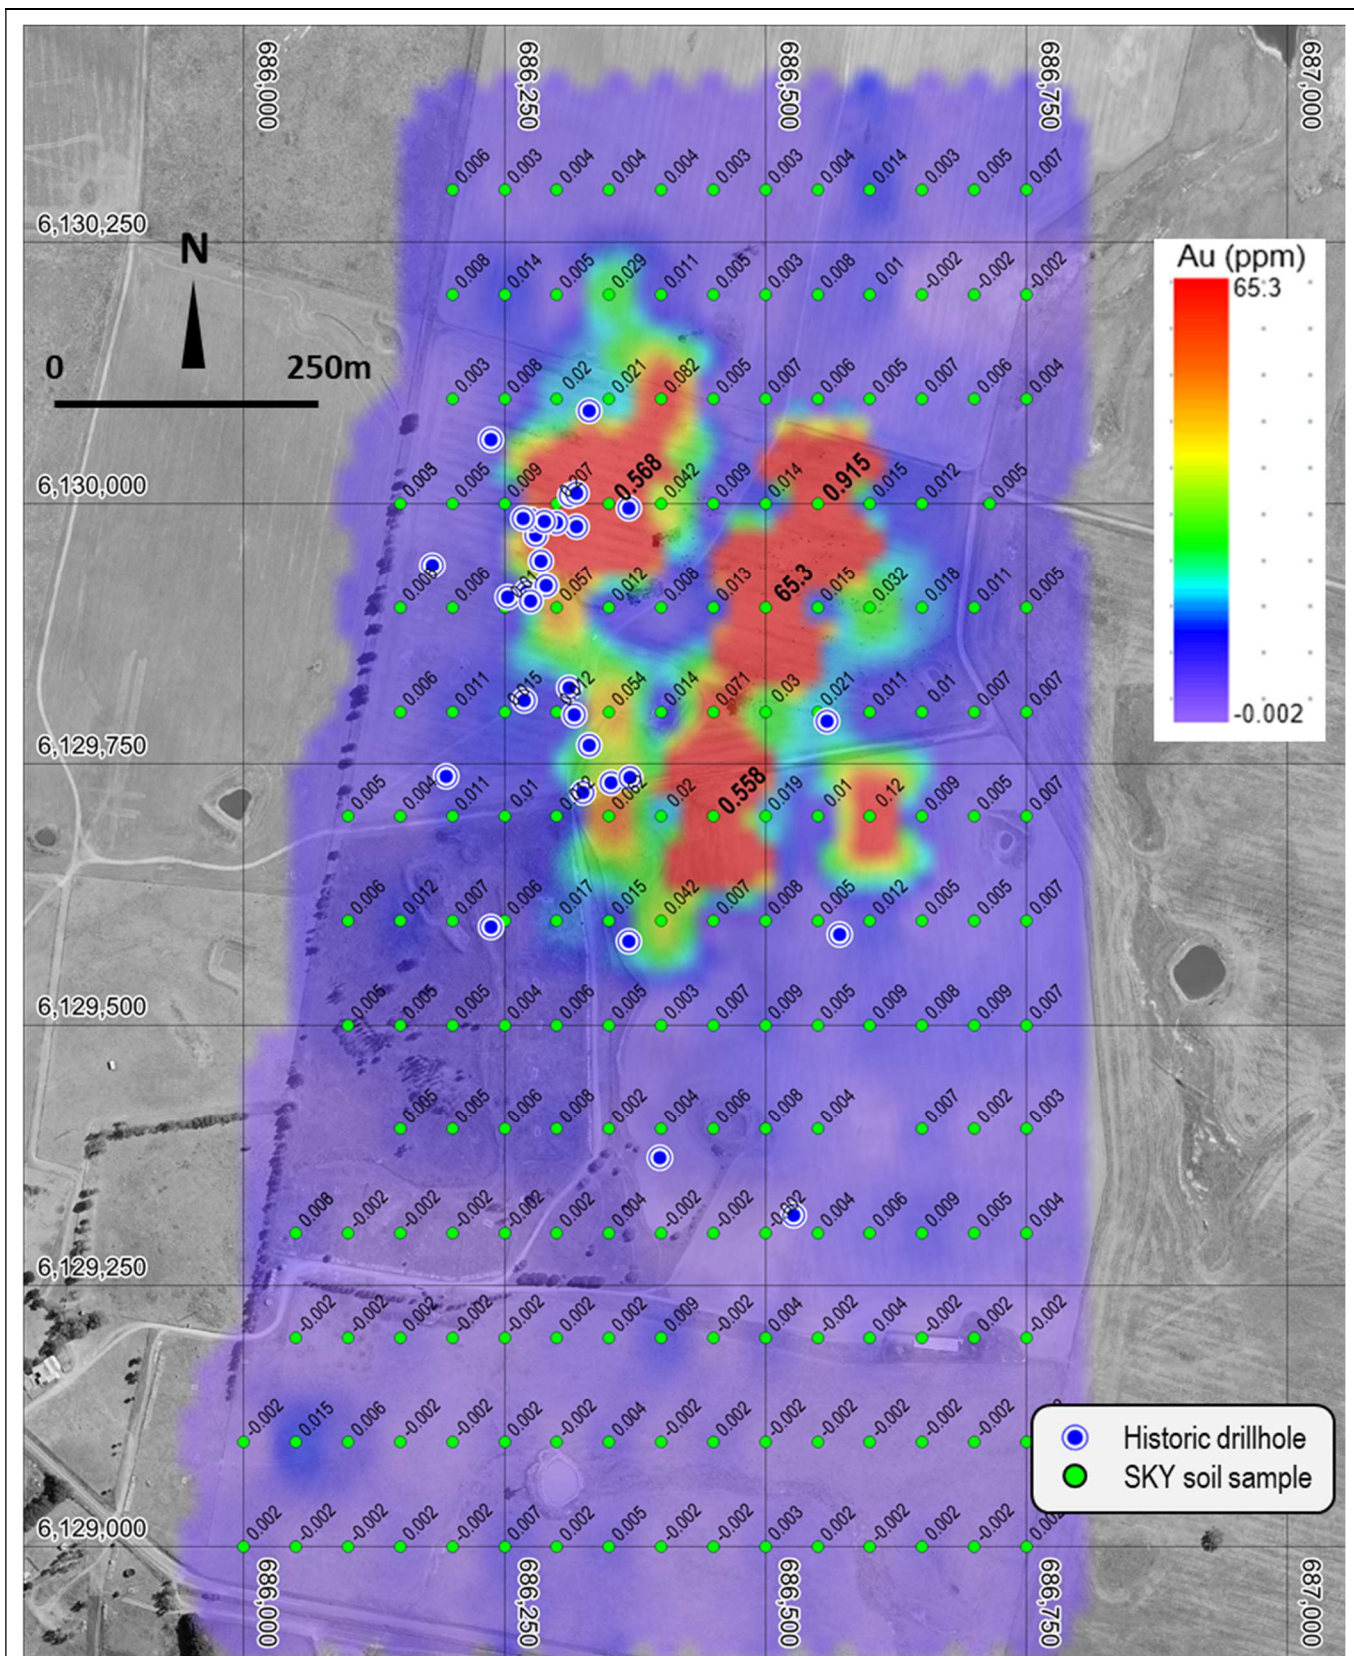 686,000 686,250 686,500 686,750 687,000
0.006 0.003 0.004 0.004 0.004 0.003 0.003 0.004 0.014 0.003 0.005 0.007
6,130,250
N
Au (ppm)
65.3
-0.002
0.008 0.014 0.005 0.029 0.011 0.005 0.003 0.008 0.01 -0.002 -0.002 -0.002
0 250m
0.003 0.008 0.02 0.021 0.082 0.005 0.007 0.006 0.005 0.007 0.006 0.004
6,130,000
0.005 0.009 0.568 0.042 0.009 0.014 0.915 0.015 0.012 0.005
0.006 0.057 0.012 0.008 0.013 65.3 0.015 0.032 0.018 0.011 0.005
0.006 0.011 0.015 0.012 0.054 0.014 0.071 0.03 0.021 0.011 0.01 0.007 0.007
6,129,750
0.005 0.004 0.011 0.01 0.02 0.558 0.019 0.01 0.12 0.009 0.005 0.007
0.006 0.012 0.007 0.006 0.017 0.015 0.042 0.007 0.008 0.005 0.012 0.005 0.005 0.007
6,129,500
0.005 0.005 0.005 0.004 0.006 0.005 0.003 0.007 0.009 0.005 0.009 0.008 0.009 0.007
0.005 0.005 0.006 0.008 0.002 0.004 0.006 0.008 0.004 0.007 0.002 0.003
0.008 -0.002 -0.002 -0.002 -0.002 0.002 0.004 -0.002 -0.002 -0.002 0.004 0.006 0.009 0.005 0.004
6,129,250
-0.002 -0.002 0.002 -0.002 -0.002 0.002 0.002 0.009 -0.002 0.004 -0.002 0.004 -0.002 0.002 -0.002
-0.002 0.015 0.006 -0.002 -0.002 0.002 -0.002 0.004 -0.002 -0.002 -0.002 -0.002 -0.002 -0.002
Historic drillhole
SKY soil sample
6,129,000
0.002 -0.002 -0.002 0.002 -0.002 0.007 0.002 0.005 -0.002 -0.002 0.003 0.002 -0.002 0.002 -0.002
686,000 686,250 686,500 686,750 687,000